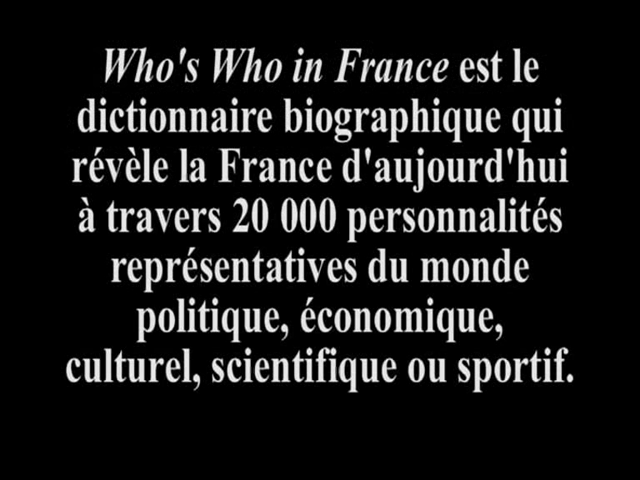 Who's Who in France est le
dictionnaire biographique qui
révèle la France d'aujourd'hui
à travers 20 000 personnalités
représentatives du monde
politique, économique,
culturel, scientifique ou sportif.